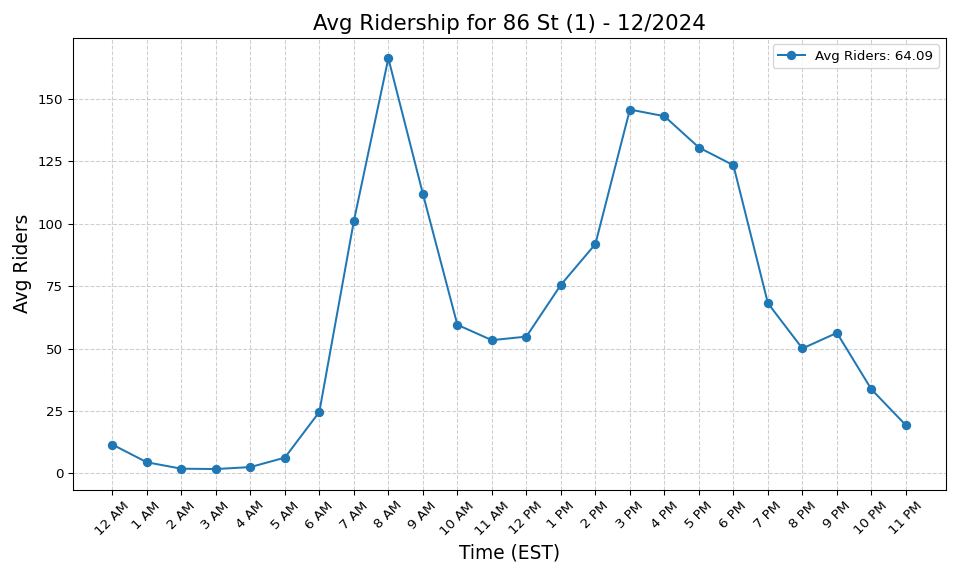 Avg Ridership for 86 St (1) - 12/2024
Avg Riders: 64.09
Avg Riders
150
125
100
75
50
25
0
12 AM
1 AM
2 AM
3 AM
4 AM
5 AM
6 AM
7 AM
8 AM
9 AM
10 AM
11 AM
12 PM
1 PM
2 PM
3 PM
4 PM
5 PM
6 PM
7 PM
8 PM
9 PM
10 PM
11 PM
Time (EST)